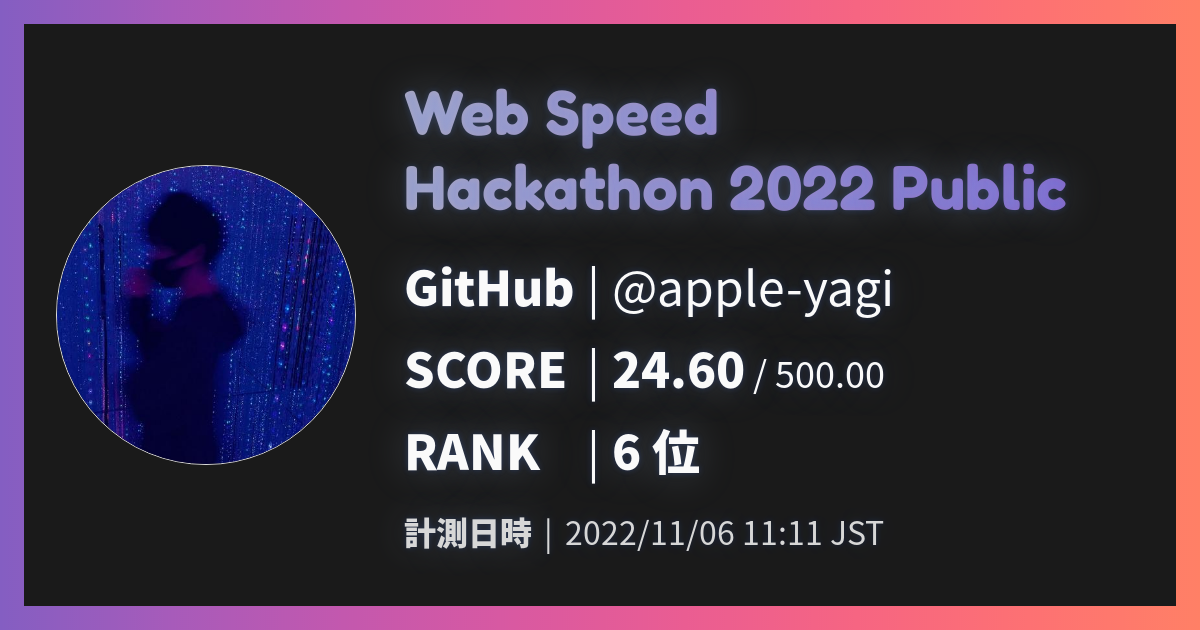 Web Speed
Hackathon 2022 Public
GitHub | @apple-yagi
SCORE | 24.60 / 500.00
RANK | 6 位
計測日時 | 2022/11/06 11:11 JST